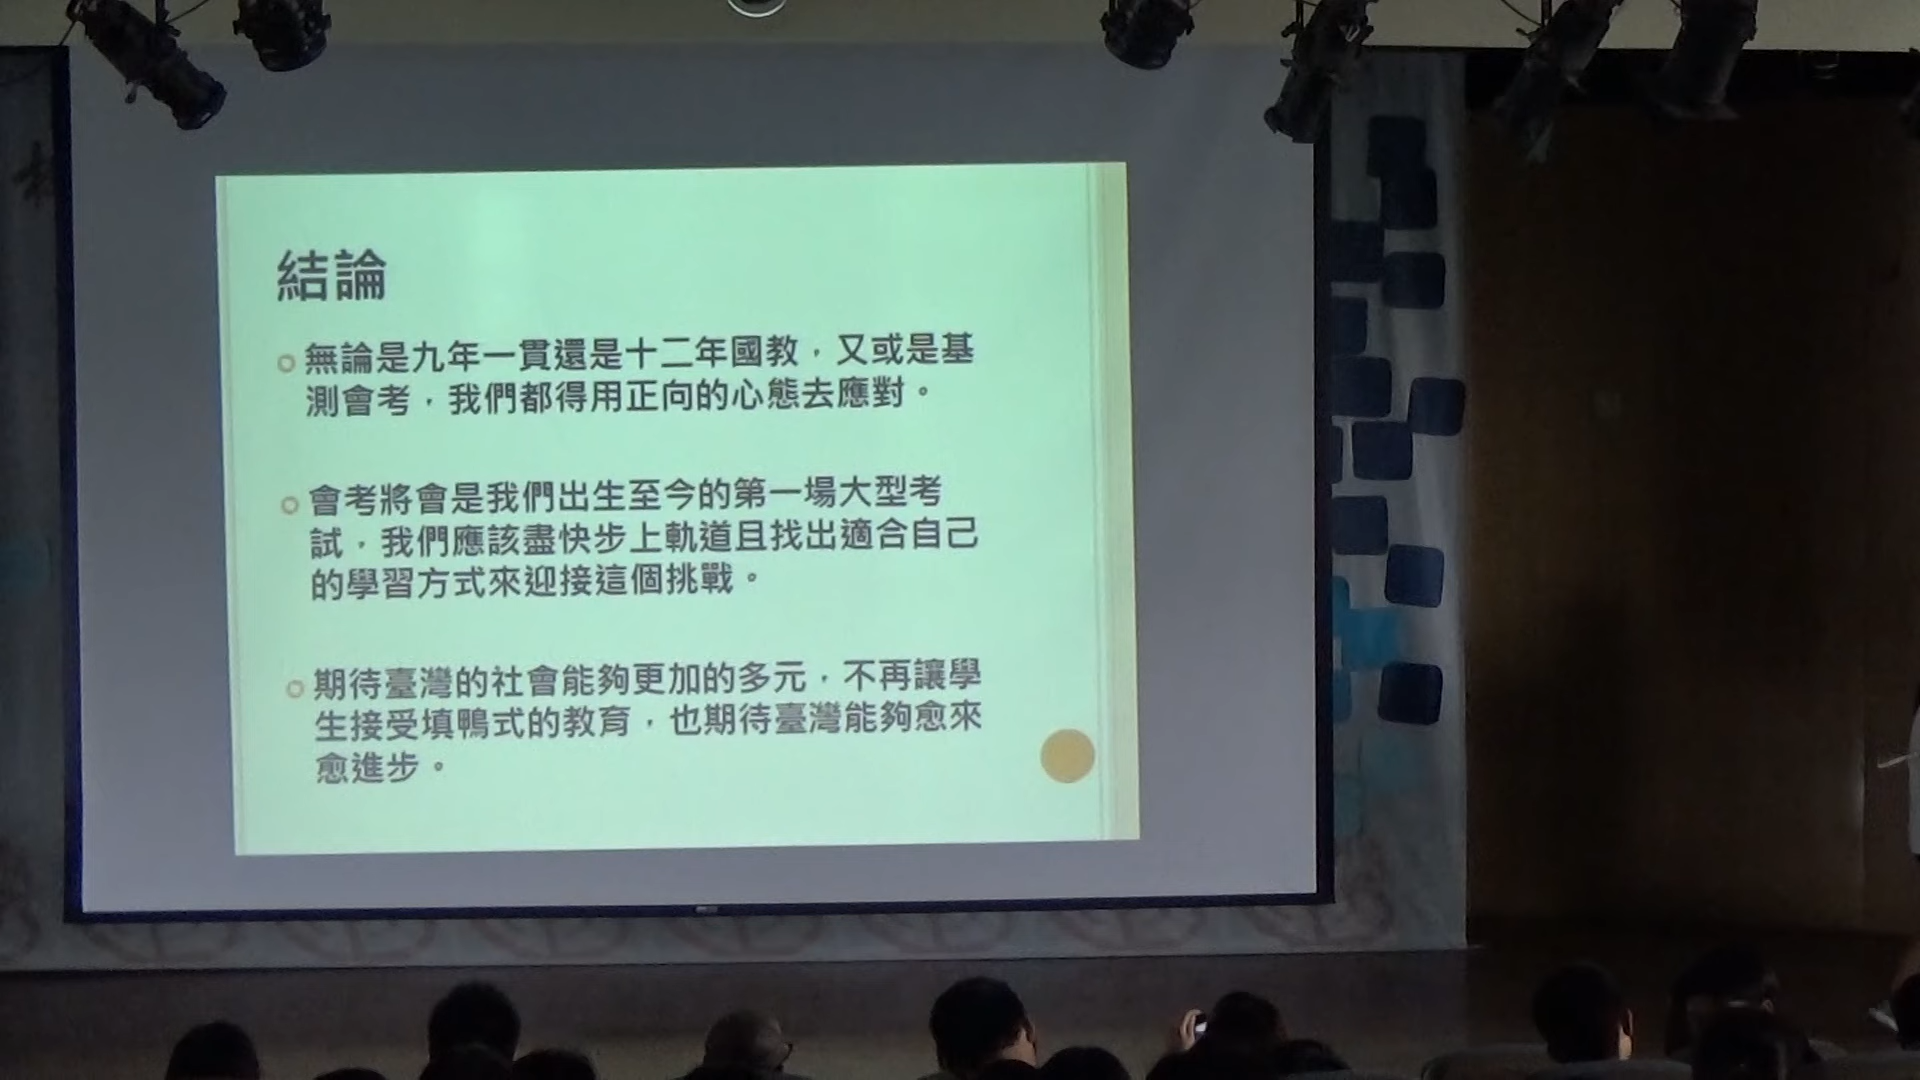 結論
無論是九年一貫還是十二年國教，又或是基
測會考，我們都得用正向的心態去應對。
會考將會是我們出生至今的第一場大型考
試，我們應該盡快步上軌道且找出適合自己
的學習方式來迎接這個挑戰。
期待臺灣的社會能夠更加的多元，不再讓學
生接受填鴨式的教育，也期待臺灣能夠愈來
愈進步。